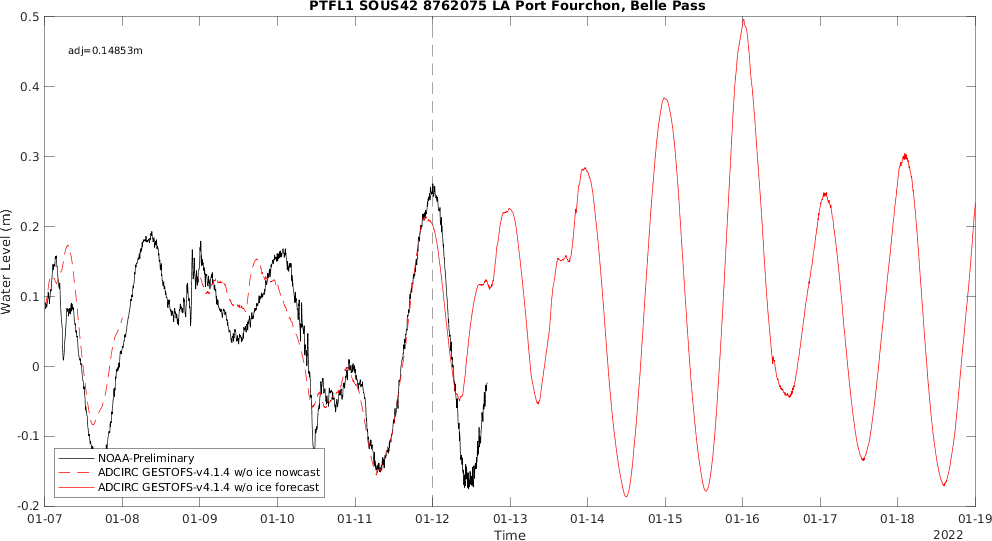 PTFL1 SOUS42 8762075 LA Port Fourchon, Belle Pass
adj=0.14853m
0.5
0.4
0.3
0.2
0.1
0
-0.1
-0.2
Water Level (m)
NOAA-Preliminary
ADCIRC GESTOFS-v4.1.4 w/o ice nowcast
ADCIRC GESTOFS-v4.1.4 w/o ice forecast
01-07 01-08 01-09 01-10 01-11 01-12 01-13 01-14 01-15 01-16 01-17 01-18 01-19
Time
2022